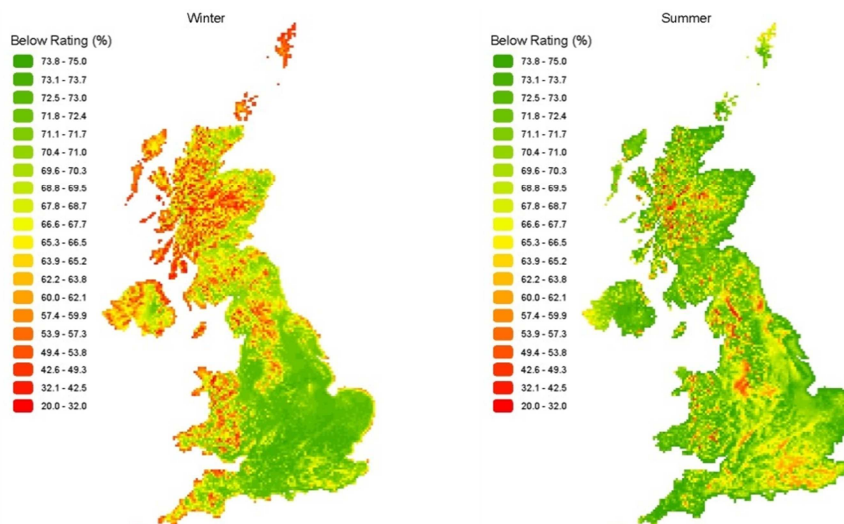 Winter
Below Rating (%)
73.8 - 75.0
73.1 - 73.7
72.5 - 73.0
71.8 - 72.4
71.1 - 71.7
70.4 - 71.0
69.6 - 70.3
68.8 - 69.5
67.8 - 68.7
66.6 - 67.7
65.3 - 66.5
63.9 - 65.2
62.2 - 63.8
60.0 - 62.1
57.4 - 59.9
53.9 - 57.3
49.4 - 53.8
42.6 - 49.3
32.1 - 42.5
20.0 - 32.0
Summer
Below Rating (%)
73.8 - 75.0
73.1 - 73.7
72.5 - 73.0
71.8 - 72.4
71.1 - 71.7
70.4 - 71.0
69.6 - 70.3
68.8 - 69.5
67.8 - 68.7
66.6 - 67.7
65.3 - 66.5
63.9 - 65.2
62.2 - 63.8
60.0 - 62.1
57.4 - 59.9
53.9 - 57.3
49.4 - 53.8
42.6 - 49.3
32.1 - 42.5
20.0 - 32.0